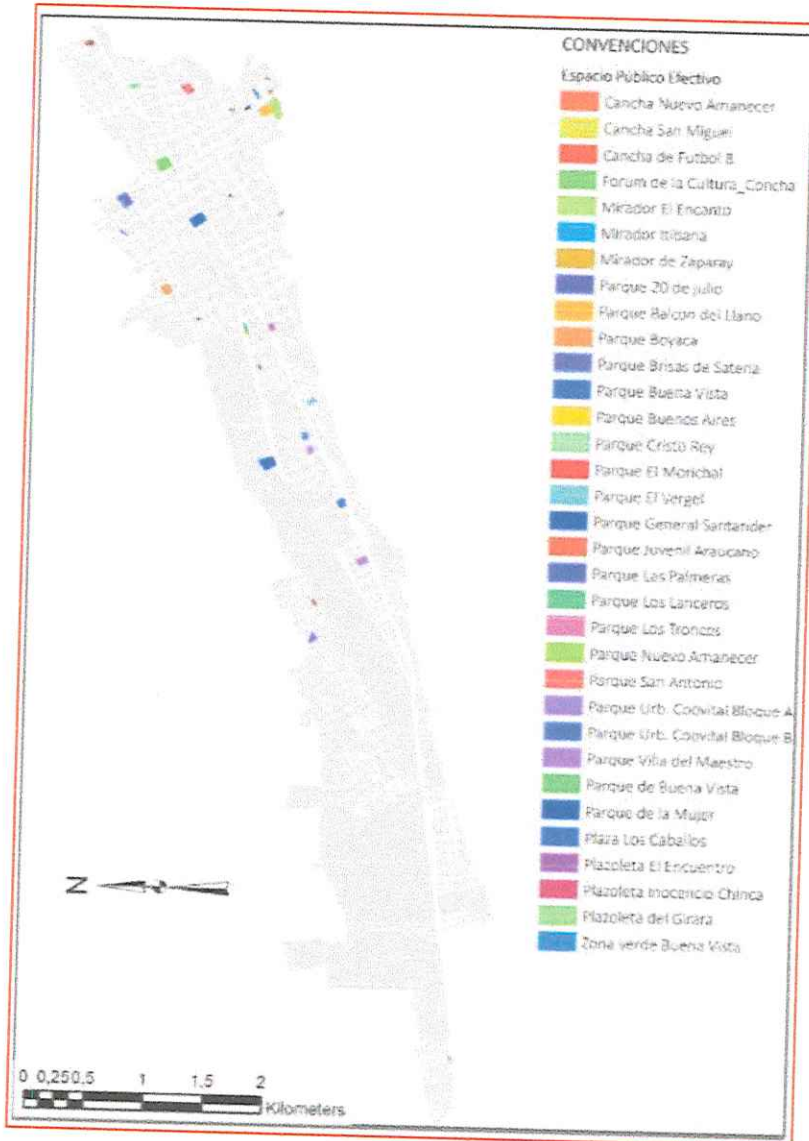 CONVENCIONES
Espacio Público Efectivo
Cancha Nuevo Amanecer
Cancha San Miguel
Cancha de Futbol 8
Forum de la Cultura_Concha
Mirador El Encanto
Mirador Itibana
Mirador de Zaparay
Parque 20 de julio
Parque Balcon del Llano
Parque Boyaca
Parque Brisas de Satena
Parque Buena Vista
Parque Buenos Aires
Parque Cristo Rey
Parque El Morichal
Parque El Vergel
Parque General Santander
Parque Juvenil Araucano
Parque Las Palmeras
Parque Los Lanceros
Parque Los Troncos
Parque Nuevo Amanecer
Parque San Antonio
Parque Urb. Coovital Bloque A
Parque Urb. Coovital Bloque B
Parque Villa del Maestro
Parque de Buena Vista
Parque de la Mujer
Plaza Los Caballos
Plazoleta El Encuentro
Plazoleta Inocencio Chinca
Plazoleta del Girara
Zona verde Buena Vista
N
0 0,25 0,5 1 1,5 2
Kilometers